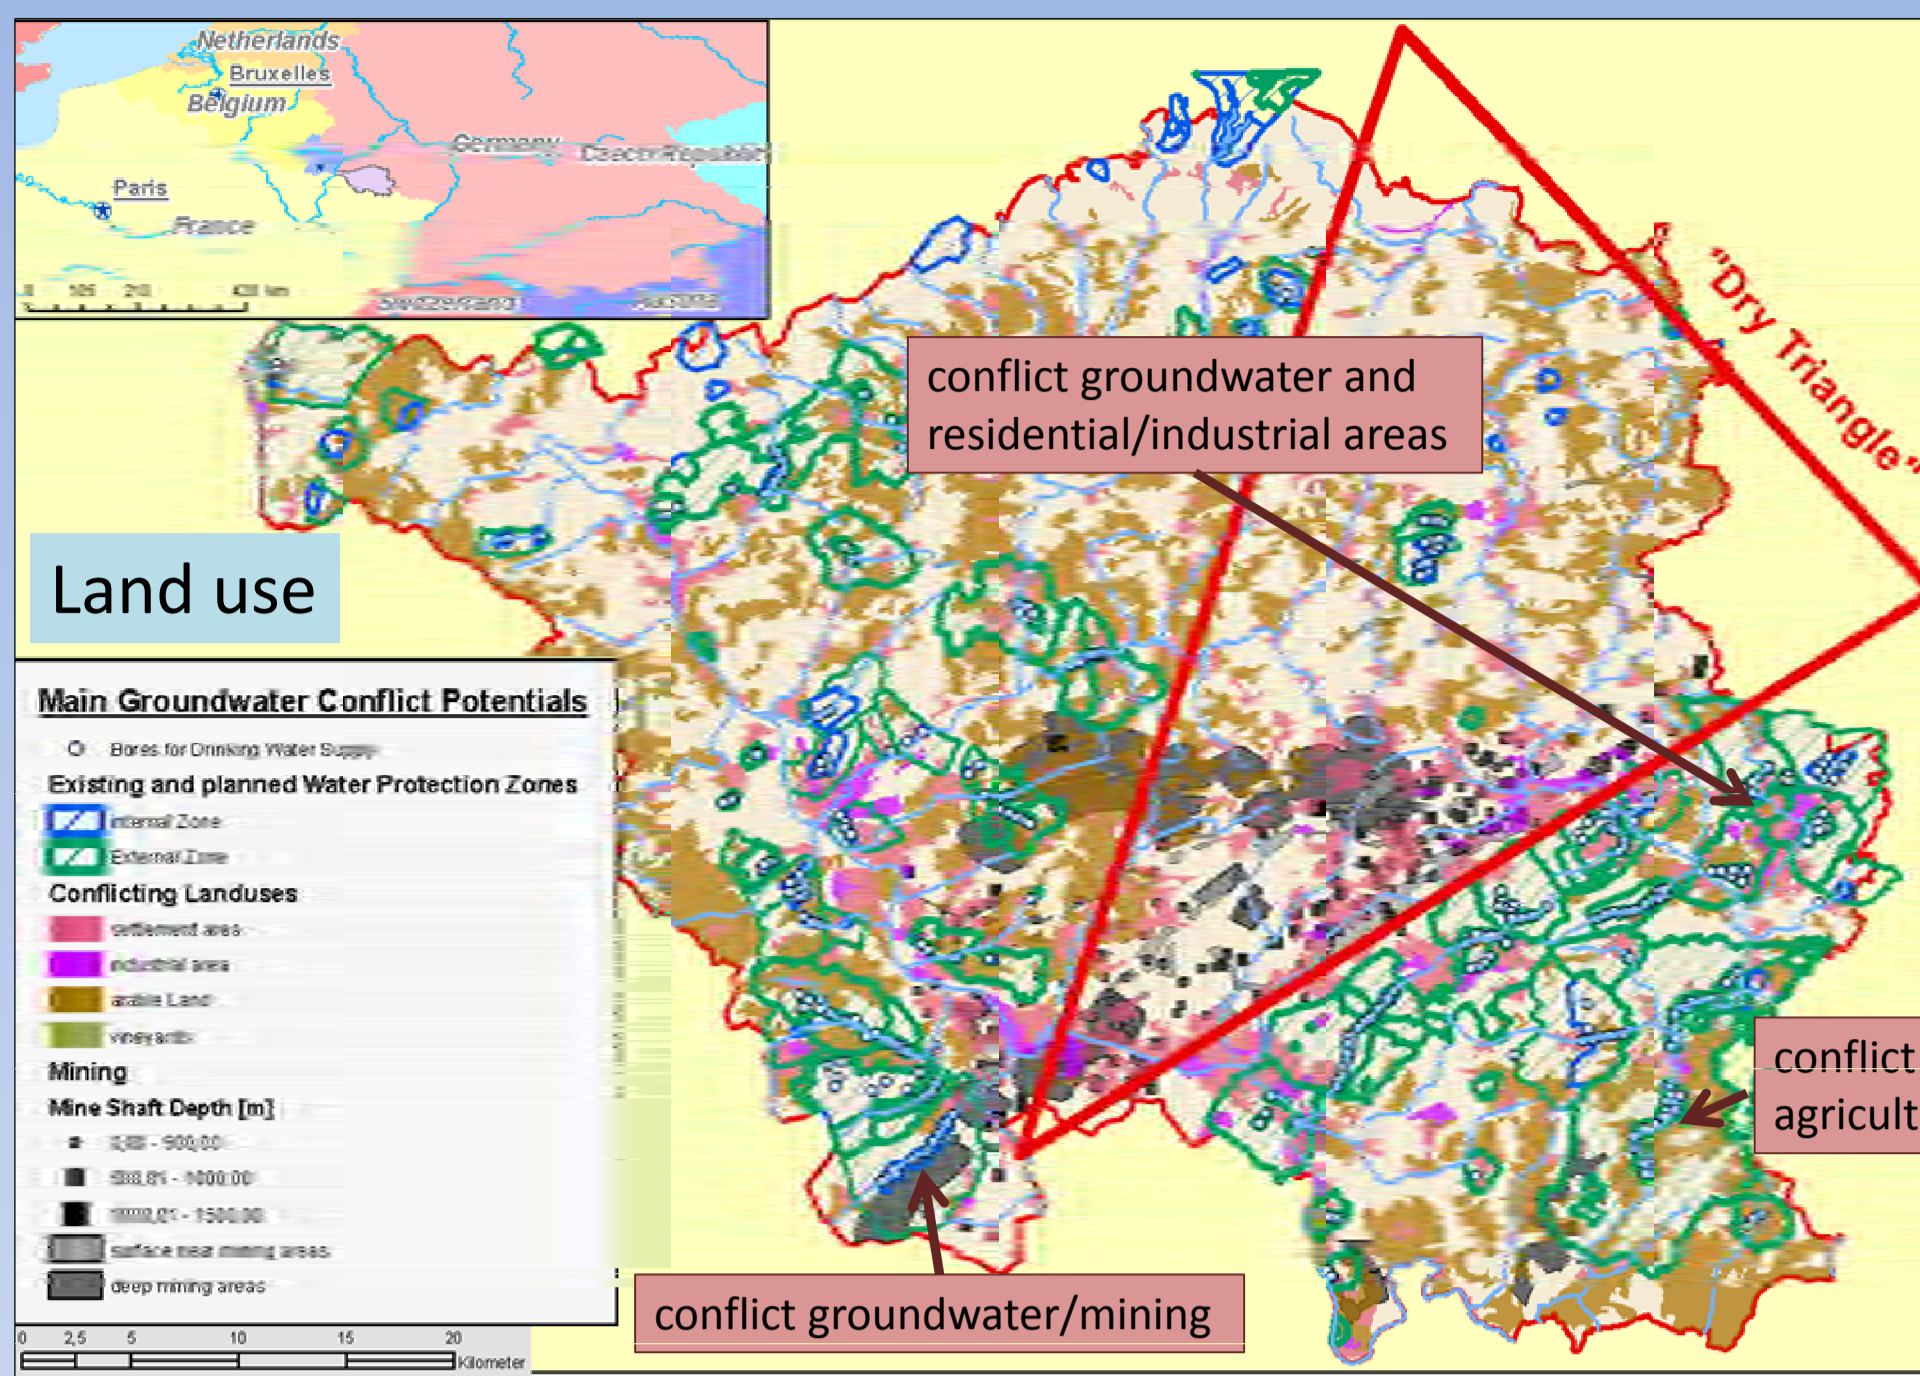 Netherlands
Bruxelles
Belgium
Germany
Czech Republic
Paris
France
"Dry Triangle"
conflict groundwater and
residential/industrial areas
Land use
Main Groundwater Conflict Potentials
Bores for Drinking Water Supply
Existing and planned Water Protection Zones
internal Zone
External Zone
Conflicting Landuses
settlement area
industrial area
arable Land
vineyards
Mining
Mine Shaft Depth [m]
surface near mining areas
deep mining areas
conflict
agricult
conflict groundwater/mining
0 2,5 5 10 15 20
Kilometer